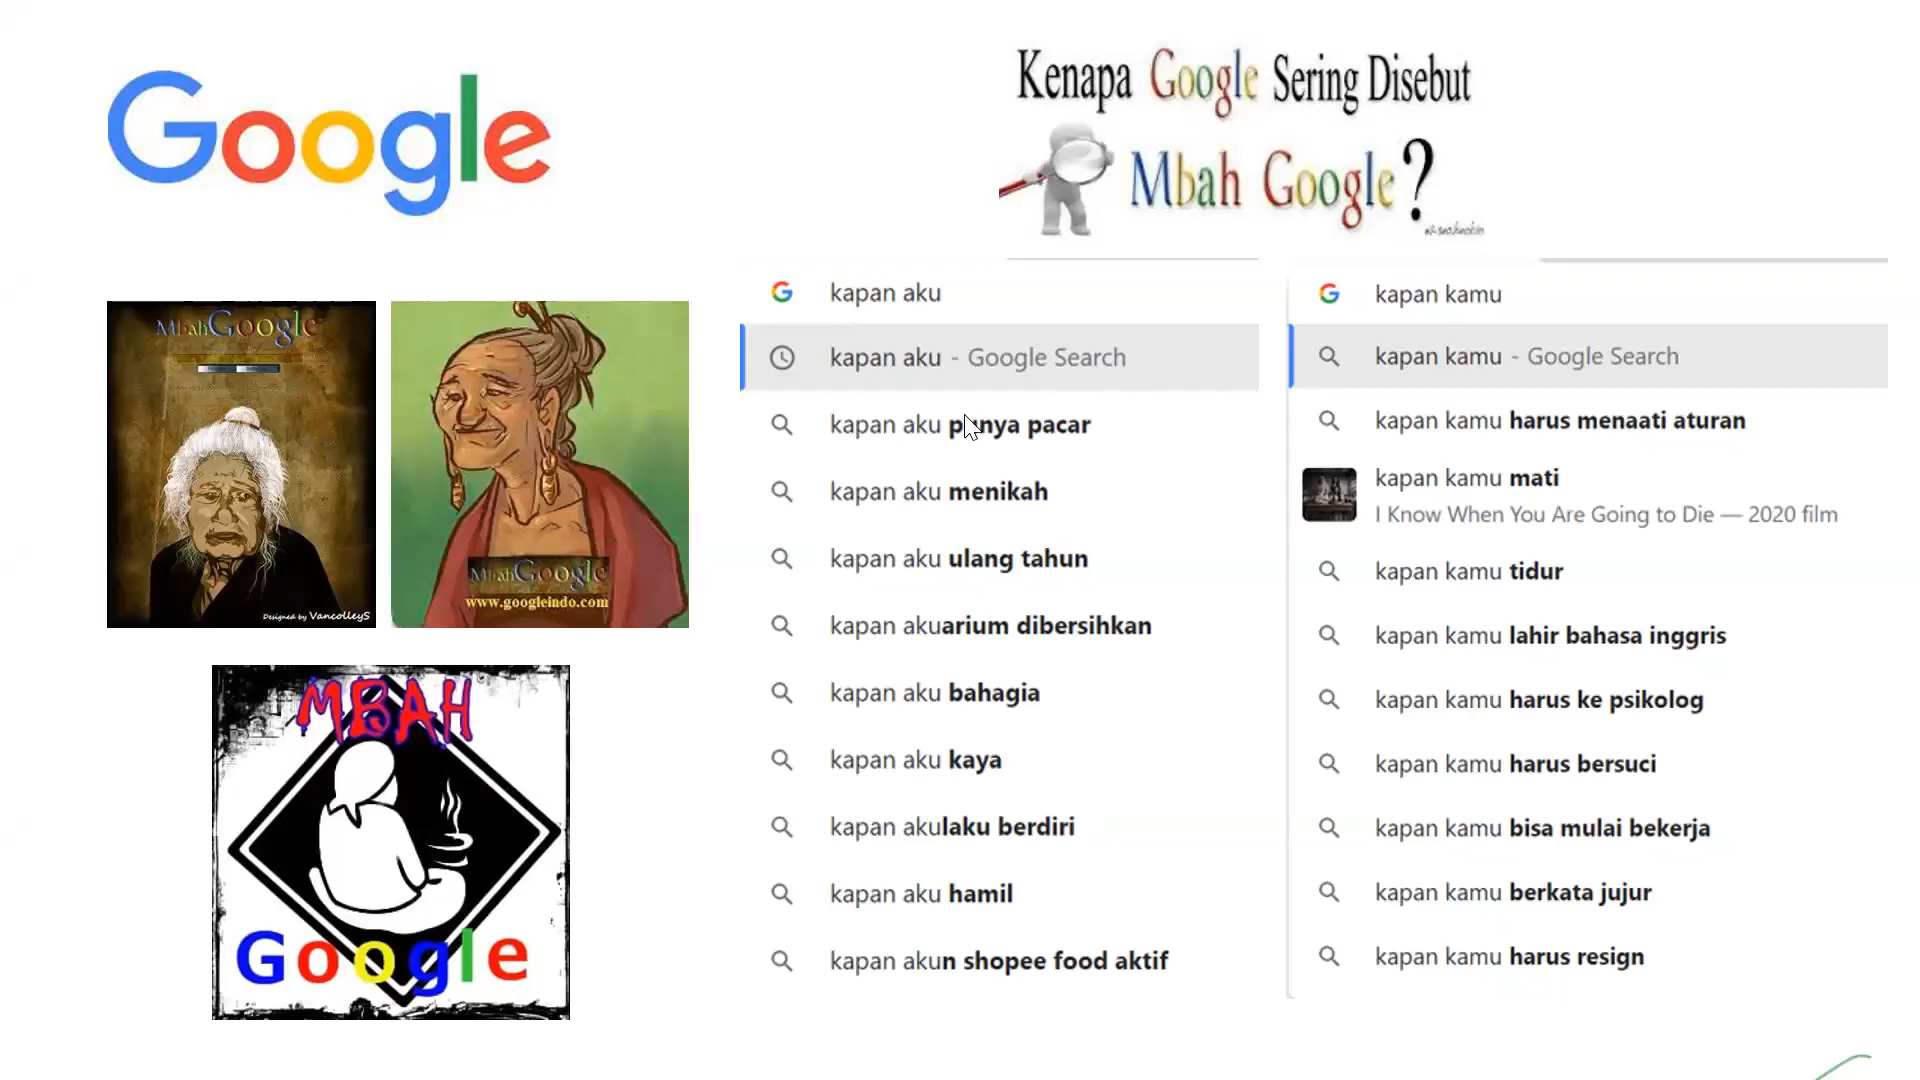 Google
Kenapa Google Sering Disebut
Mbah Google?
MbahGoogle
Designed by VancolleyS
MbahGoogle
www.googleindo.com
MBAH
Google
kapan aku
kapan aku - Google Search
kapan aku punya pacar
kapan aku menikah
kapan aku ulang tahun
kapan akuarium dibersihkan
kapan aku bahagia
kapan aku kaya
kapan akulaku berdiri
kapan aku hamil
kapan akun shopee food aktif
kapan kamu
kapan kamu - Google Search
kapan kamu harus menaati aturan
kapan kamu mati
I Know When You Are Going to Die — 2020 film
kapan kamu tidur
kapan kamu lahir bahasa inggris
kapan kamu harus ke psikolog
kapan kamu harus bersuci
kapan kamu bisa mulai bekerja
kapan kamu berkata jujur
kapan kamu harus resign